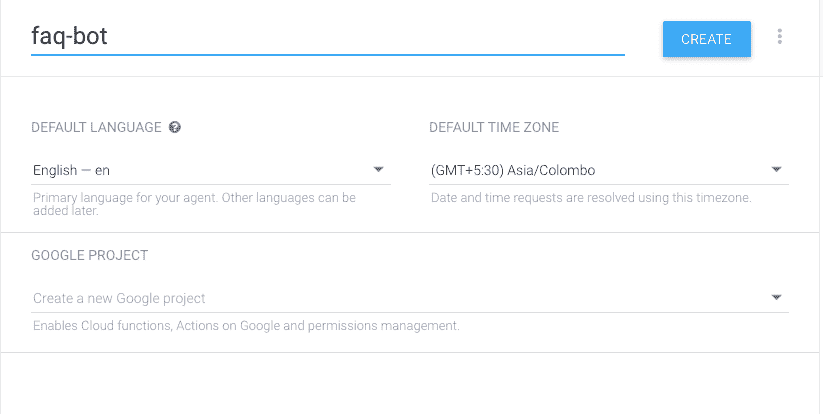 faq-bot
CREATE
DEFAULT LANGUAGE
DEFAULT TIME ZONE
English — en
(GMT+5:30) Asia/Colombo
Primary language for your agent. Other languages can be
added later.
Date and time requests are resolved using this timezone.
GOOGLE PROJECT
Create a new Google project
Enables Cloud functions, Actions on Google and permissions management.